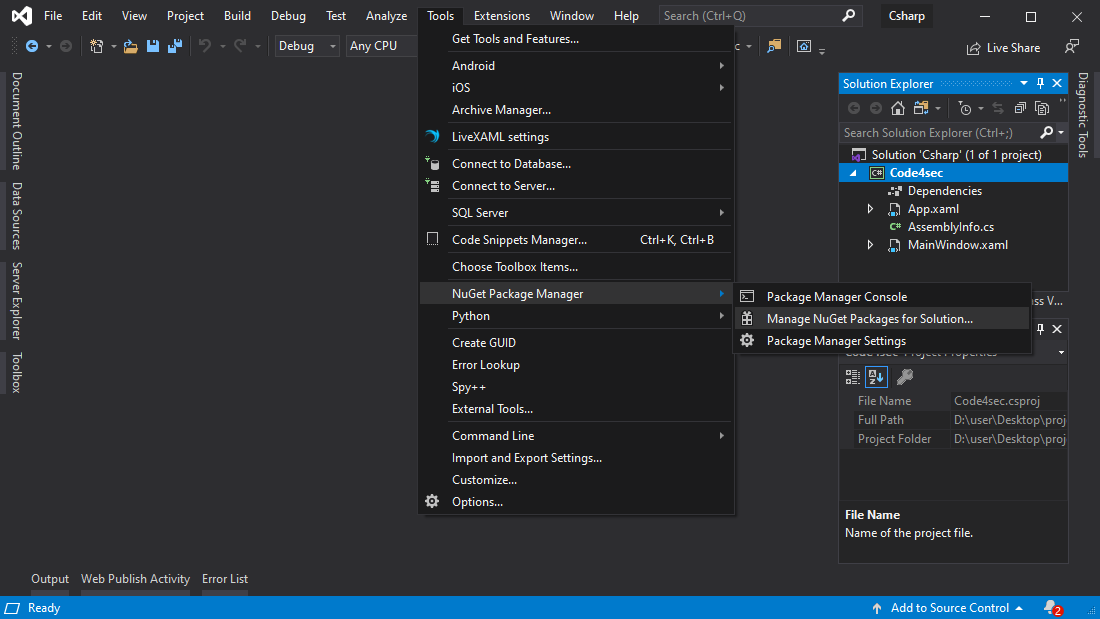 File Edit View Project Build Debug Test Analyze Tools Extensions Window Help Search (Ctrl+Q) Csharp
Debug Any CPU Live Share
Get Tools and Features...
Android
iOS
Archive Manager...
LiveXAML settings
Connect to Database...
Connect to Server...
SQL Server
Code Snippets Manager... Ctrl+K, Ctrl+B
Choose Toolbox Items...
NuGet Package Manager
Python
Create GUID
Error Lookup
Spy++
External Tools...
Command Line
Import and Export Settings...
Customize...
Options...
Package Manager Console
Manage NuGet Packages for Solution...
Package Manager Settings
Document Outline
Data Sources
Server Explorer
Toolbox
Solution Explorer
Search Solution Explorer (Ctrl+;)
Solution 'Csharp' (1 of 1 project)
C# Code4sec
Dependencies
App.xaml
C# AssemblyInfo.cs
MainWindow.xaml
Diagnostic Tools
ss V...
Code4sec Project Properties
File Name Code4sec.csproj
Full Path D:\user\Desktop\proj
Project Folder D:\user\Desktop\proj
File Name
Name of the project file.
Output Web Publish Activity Error List
Ready Add to Source Control 2